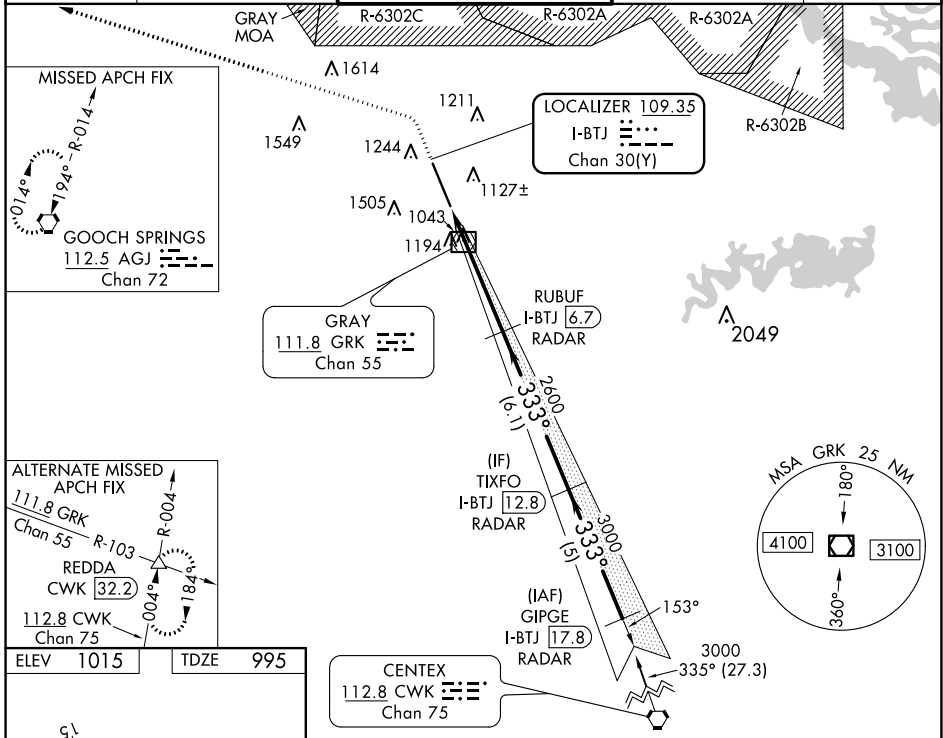 GRAY
MOA
R-6302C
R-6302A
R-6302A
R-6302B
MISSED APCH FIX
R-014
194°
014°
GOOCH SPRINGS
112.5 AGJ
Chan 72
1614
1549
1211
1244
1127±
1505
1043
1194
LOCALIZER 109.35
I-BTJ
Chan 30(Y)
GRAY
111.8 GRK
Chan 55
RUBUF
I-BTJ 6.7
RADAR
2049
2600
333°
(6.1)
(IF)
TIXFO
I-BTJ 12.8
RADAR
3000
333°
(5)
(IAF)
GIPGE
I-BTJ 17.8
RADAR
153°
3000
335° (27.3)
MSA GRK 25 NM
180°
4100
3100
360°
ALTERNATE MISSED
APCH FIX
111.8 GRK
Chan 55
R-103
R-004
REDDA
CWK 32.2
004°
184°
112.8 CWK
Chan 75
CENTEX
112.8 CWK
Chan 75
ELEV 1015
TDZE 995
15